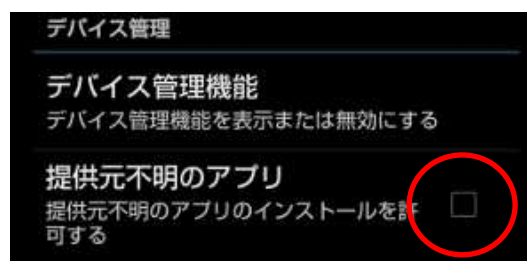 デバイス管理
デバイス管理機能
デバイス管理機能を表示または無効にする
提供元不明のアプリ
提供元不明のアプリのインストールを許
可する